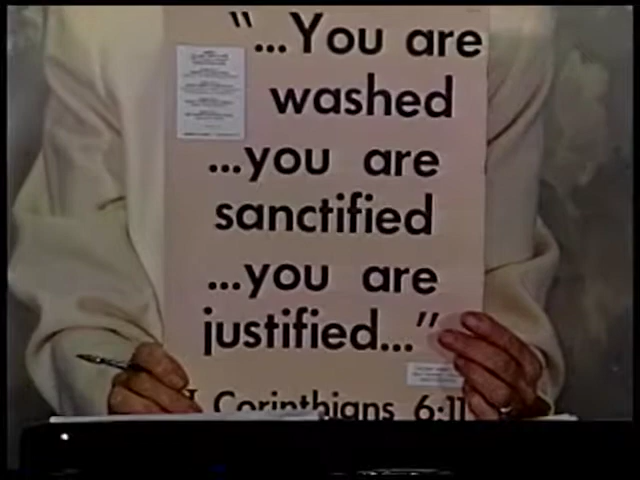 “...You are
washed
...you are
sanctified
...you are
justified...”
I Corinthians 6:11